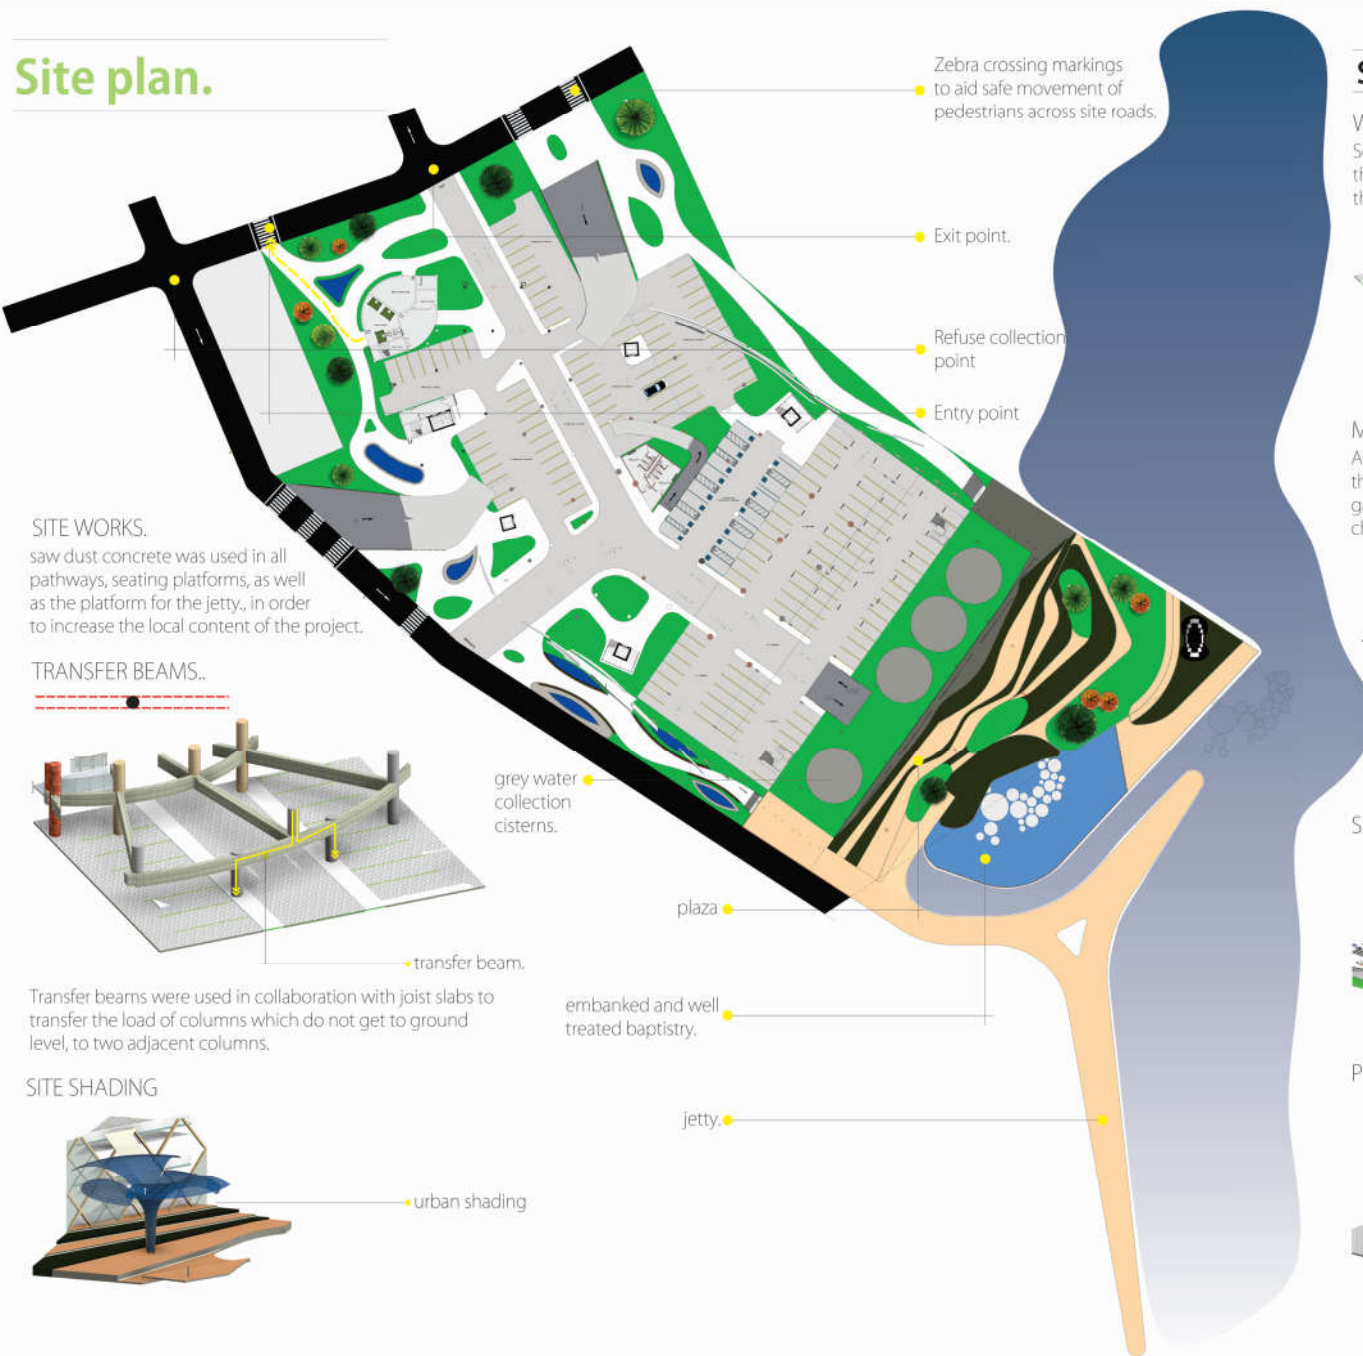 Site plan.
Zebra crossing markings
to aid safe movement of
pedestrians across site roads.
Exit point.
Refuse collection
point
Entry point
SITE WORKS.
saw dust concrete was used in all
pathways, seating platforms, as well
as the platform for the jetty., in order
to increase the local content of the project.
TRANSFER BEAMS..
grey water
collection
cisterns.
plaza
transfer beam.
Transfer beams were used in collaboration with joist slabs to
transfer the load of columns which do not get to ground
level, to two adjacent columns.
embanked and well
treated baptistry.
SITE SHADING
jetty.
urban shading